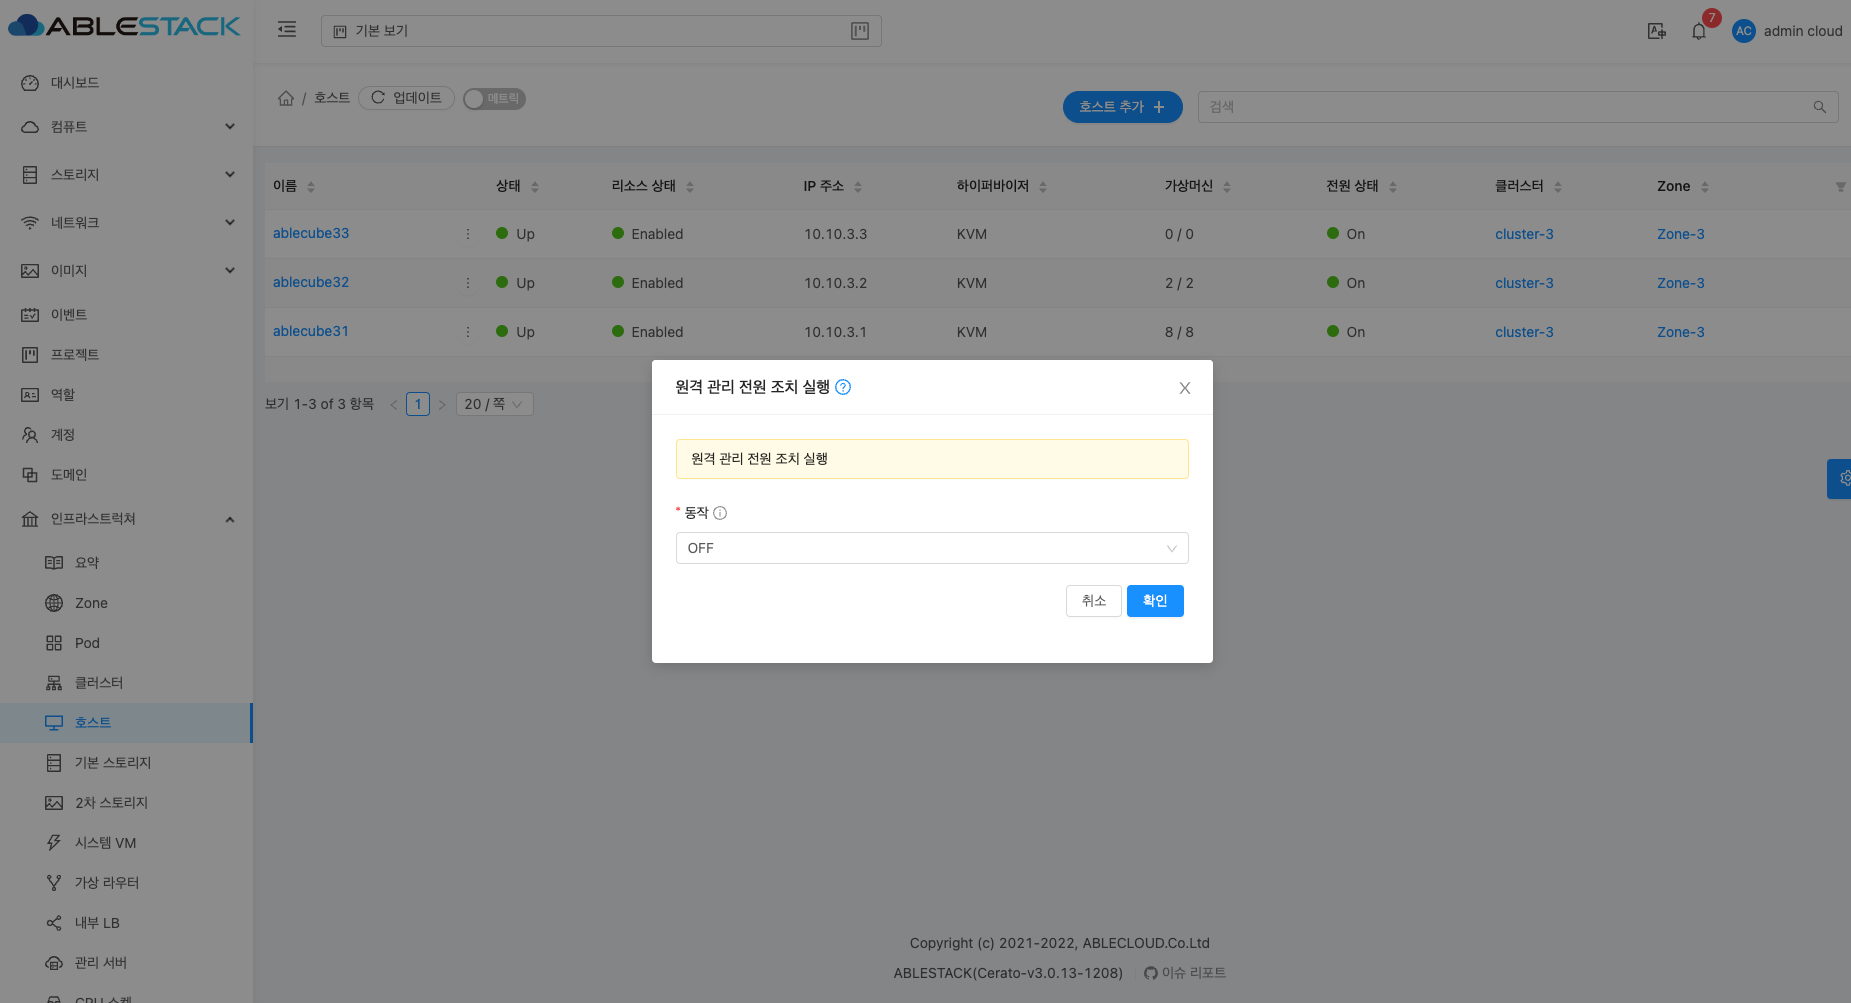 ABLESTACK
기본 보기
7
AC
admin cloud
대시보드
컴퓨트
스토리지
네트워크
이미지
이벤트
프로젝트
역할
계정
도메인
인프라스트럭쳐
요약
Zone
Pod
클러스터
호스트
기본 스토리지
2차 스토리지
시스템 VM
가상 라우터
내부 LB
관리 서버
/ 호스트 업데이트 메트릭
호스트 추가 +
검색
이름 상태 리소스 상태 IP 주소 하이퍼바이저 가상머신 전원 상태 클러스터 Zone
ablecube33 Up Enabled 10.10.3.3 KVM 0 / 0 On cluster-3 Zone-3
ablecube32 Up Enabled 10.10.3.2 KVM 2 / 2 On cluster-3 Zone-3
ablecube31 Up Enabled 10.10.3.1 KVM 8 / 8 On cluster-3 Zone-3
보기 1-3 of 3 항목 < 1 > 20 / 쪽
원격 관리 전원 조치 실행
원격 관리 전원 조치 실행
* 동작
OFF
취소
확인
Copyright (c) 2021-2022, ABLECLOUD.Co.Ltd
ABLESTACK(Cerato-v3.0.13-1208) 이슈 리포트